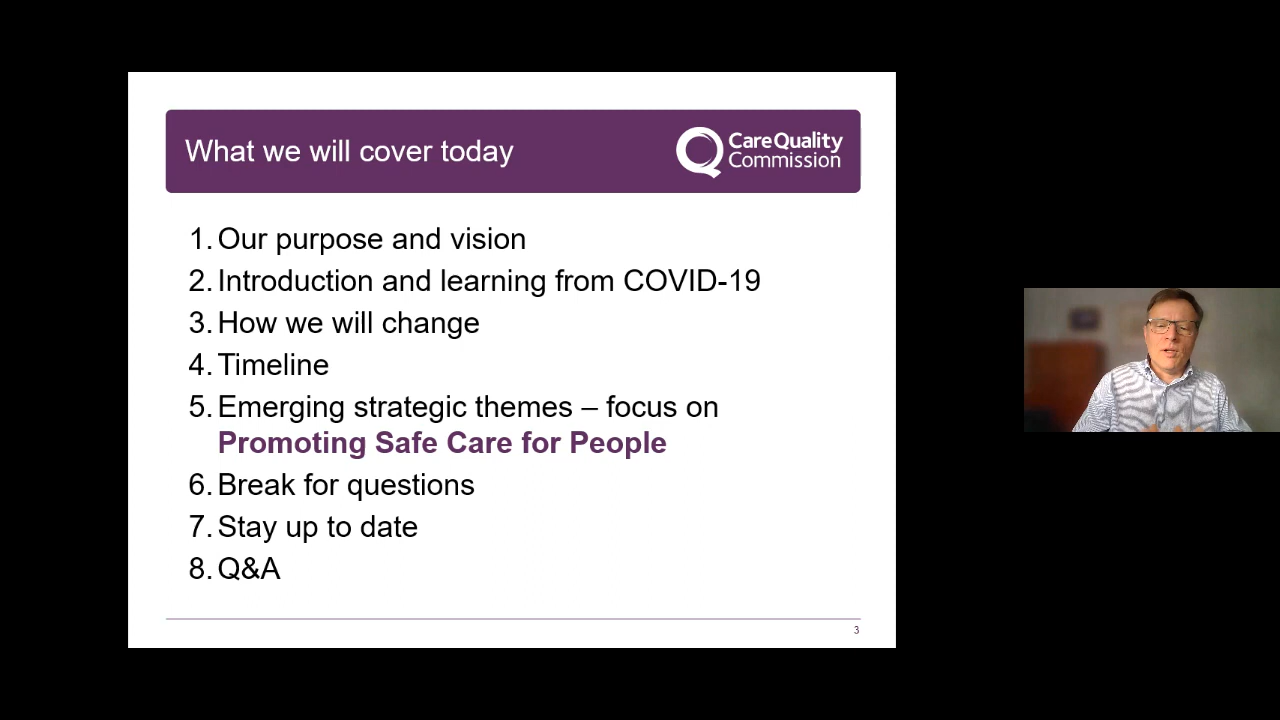 What we will cover today
CareQuality
Commission
1. Our purpose and vision
2. Introduction and learning from COVID-19
3. How we will change
4. Timeline
5. Emerging strategic themes – focus on
Promoting Safe Care for People
6. Break for questions
7. Stay up to date
8. Q&A
3